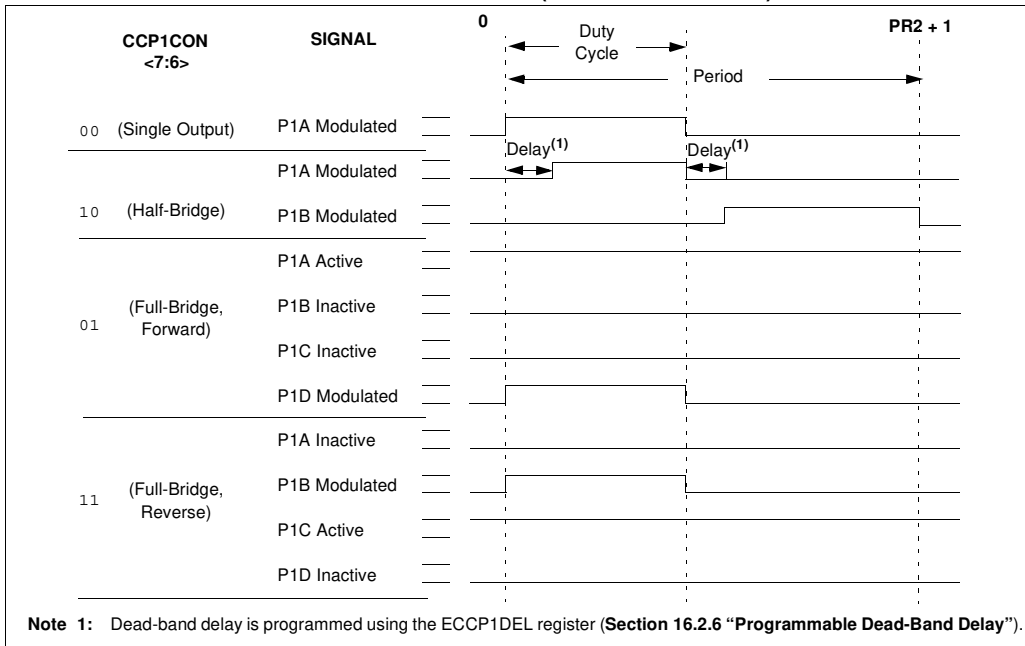 0
PR2 + 1
CCP1CON
<7:6>
SIGNAL
Duty
Cycle
Period
00 (Single Output) P1A Modulated
Delay(1) Delay(1)
P1A Modulated
10 (Half-Bridge) P1B Modulated
P1A Active
P1B Inactive
01 (Full-Bridge,
Forward)
P1C Inactive
P1D Modulated
P1A Inactive
P1B Modulated
11 (Full-Bridge,
Reverse)
P1C Active
P1D Inactive
Note 1: Dead-band delay is programmed using the ECCP1DEL register (Section 16.2.6 “Programmable Dead-Band Delay”).